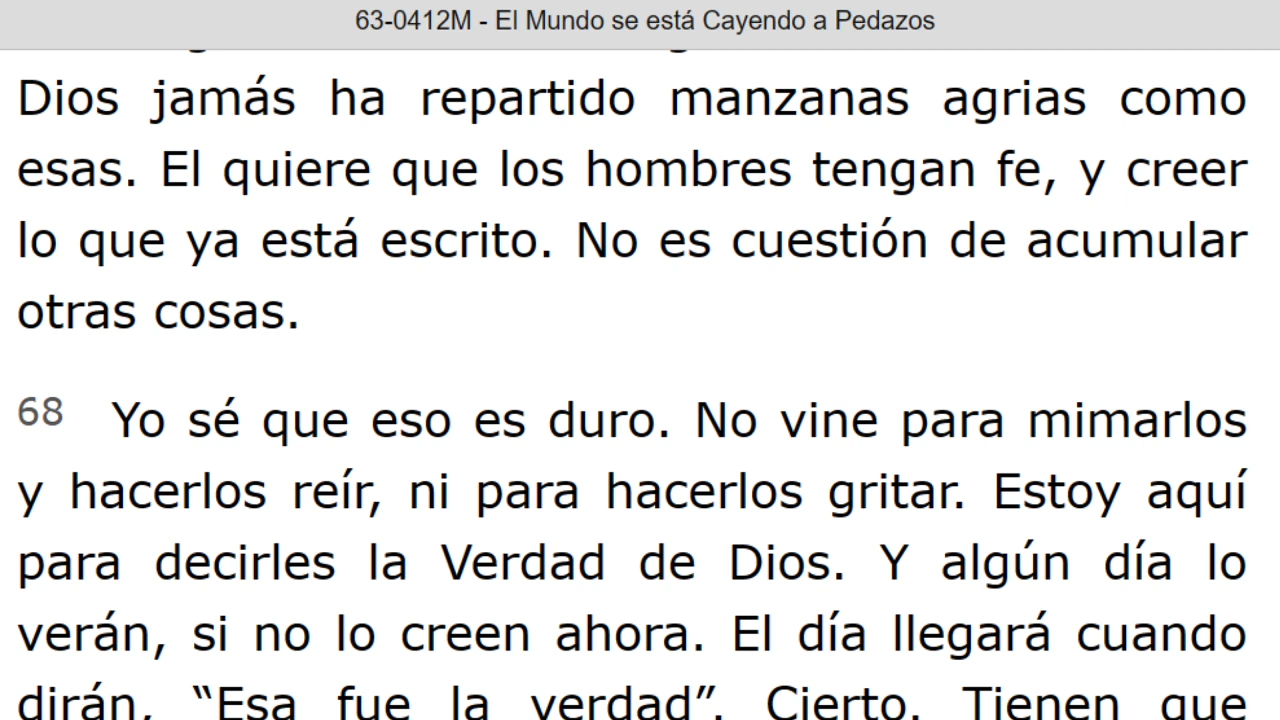 63-0412M - El Mundo se está Cayendo a Pedazos
Dios jamás ha repartido manzanas agrias como
esas. El quiere que los hombres tengan fe, y creer
lo que ya está escrito. No es cuestión de acumular
otras cosas.
68 Yo sé que eso es duro. No vine para mimarlos
y hacerlos reír, ni para hacerlos gritar. Estoy aquí
para decirles la Verdad de Dios. Y algún día lo
verán, si no lo creen ahora. El día llegará cuando
dirán, “Esa fue la verdad”. Cierto. Tienen que